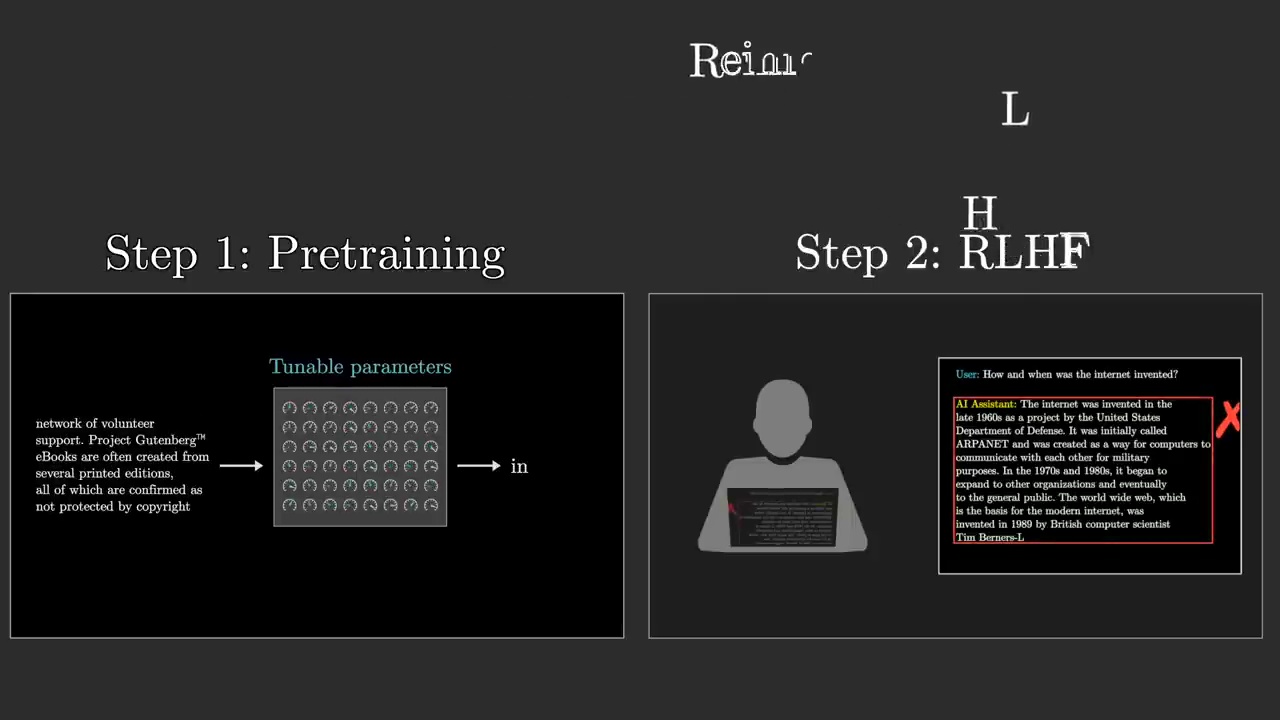 L
H
Step 1: Pretraining
Step 2: RLHF
Tunable parameters
network of volunteer
support. Project Gutenberg™
eBooks are often created from
several printed editions,
all of which are confirmed as
not protected by copyright
in
User: How and when was the internet invented?
AI Assistant: The internet was invented in the
late 1960s as a project by the United States
Department of Defense. It was initially called
ARPANET and was created as a way for computers to
communicate with each other for military
purposes. In the 1970s and 1980s, it began to
expand to other organizations and eventually
to the general public. The world wide web, which
is the basis for the modern internet, was
invented in 1989 by British computer scientist
Tim Berners-L